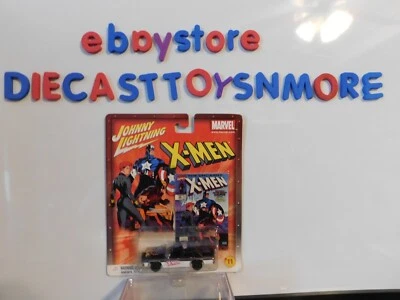 ebaystore
DIECASTTOYSNMORE
JOHNNY LIGHTNING
MARVEL
X-MEN
X-MEN